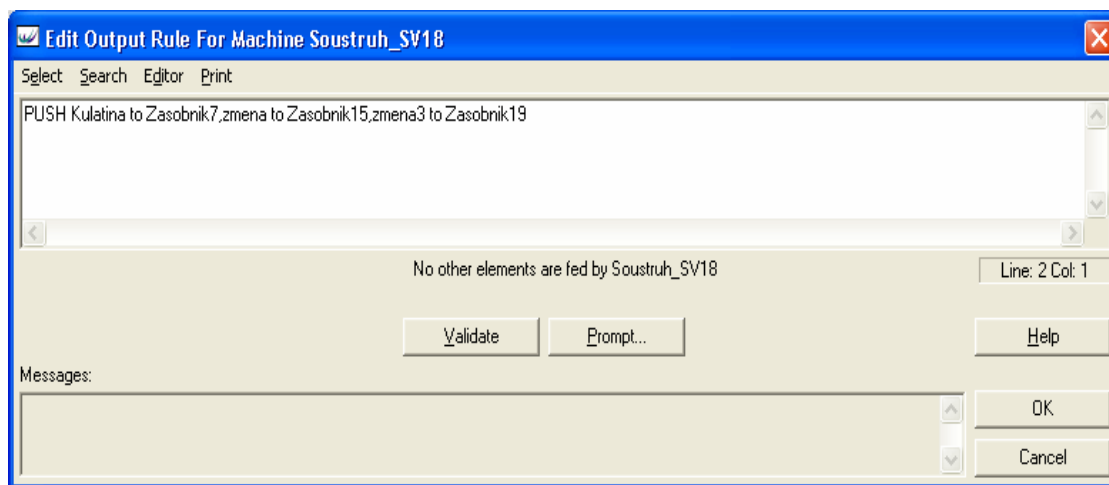 Edit Output Rule For Machine Soustruh_SV18
Select Search Editor Print
PUSH Kulatina to Zasobnik7,zmena to Zasobnik15,zmena3 to Zasobnik19
No other elements are fed by Soustruh_SV18
Line: 2 Col: 1
Validate
Prompt...
Help
Messages:
OK
Cancel